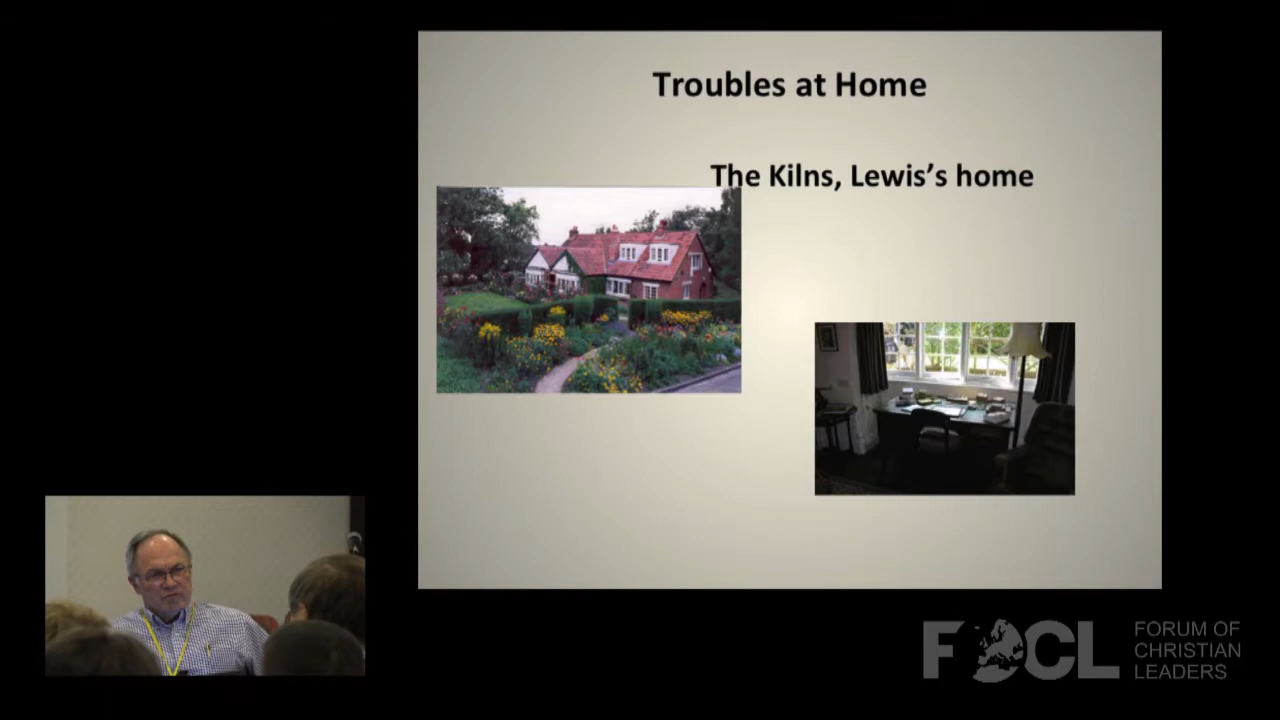 Troubles at Home
The Kilns, Lewis’s home
FOCL
FORUM OF
CHRISTIAN
LEADERS